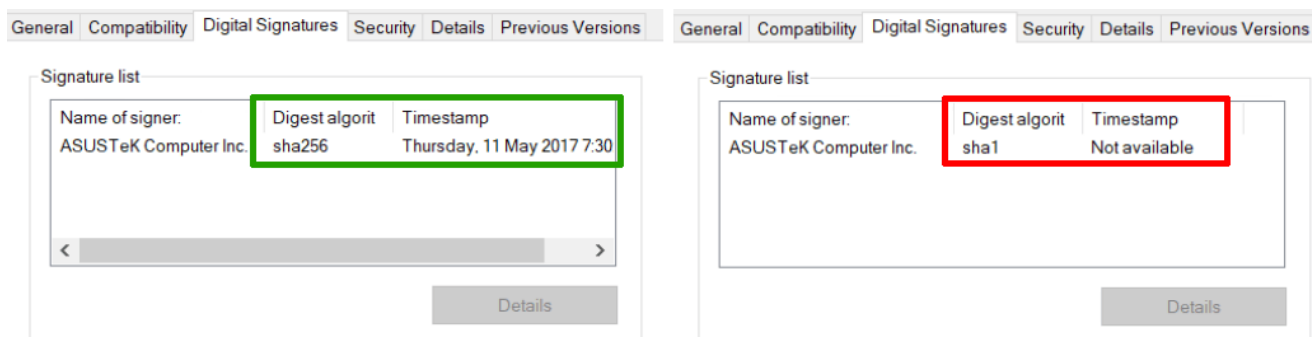 General Compatibility Digital Signatures Security Details Previous Versions
Signature list
Name of signer: Digest algorit Timestamp
ASUSTeK Computer Inc. sha256 Thursday, 11 May 2017 7:30
Details
General Compatibility Digital Signatures Security Details Previous Versions
Signature list
Name of signer: Digest algorit Timestamp
ASUSTeK Computer Inc. sha1 Not available
Details